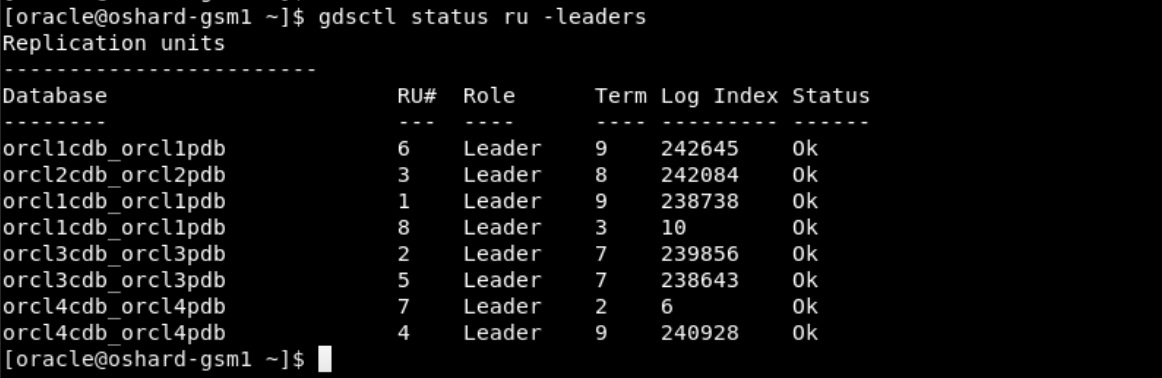 [oracle@oshard-gsm1 ~]$ gdsctl status ru -leaders
Replication units
------------------------
Database                      RU#  Role      Term Log Index Status
--------                      ---  ----      ---- --------- ------
orcl1cdb_orcl1pdb             6    Leader    9    242645    Ok
orcl2cdb_orcl2pdb             3    Leader    8    242084    Ok
orcl1cdb_orcl1pdb             1    Leader    9    238738    Ok
orcl1cdb_orcl1pdb             8    Leader    3    10        Ok
orcl3cdb_orcl3pdb             2    Leader    7    239856    Ok
orcl3cdb_orcl3pdb             5    Leader    7    238643    Ok
orcl4cdb_orcl4pdb             7    Leader    2    6         Ok
orcl4cdb_orcl4pdb             4    Leader    9    240928    Ok
[oracle@oshard-gsm1 ~]$